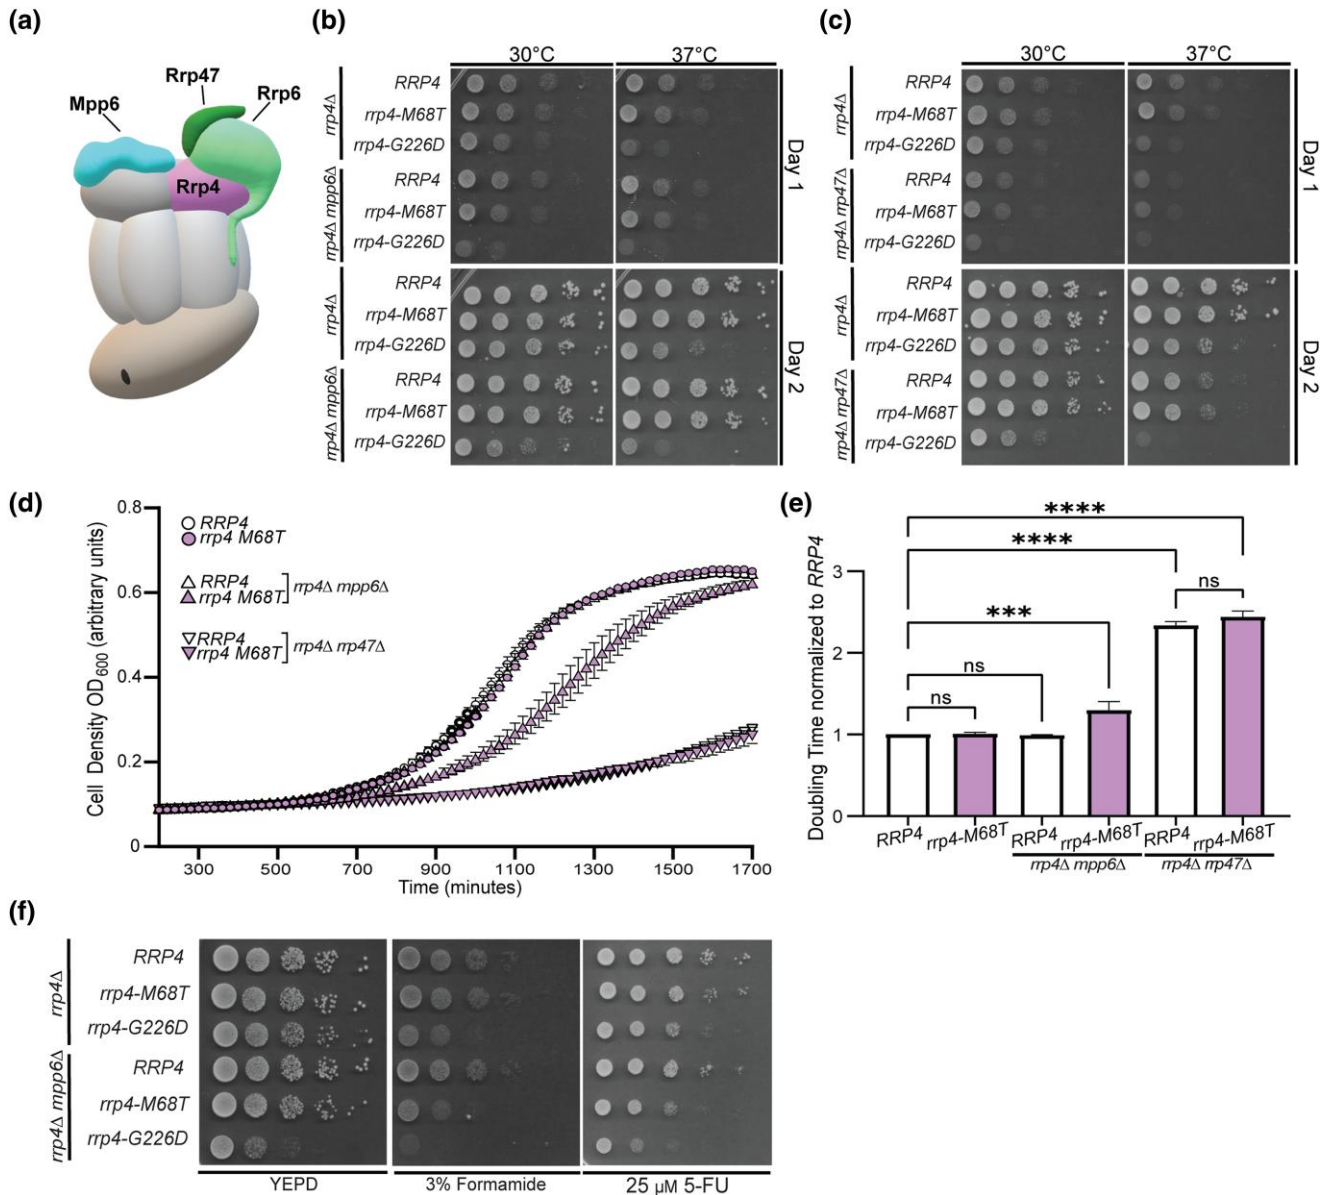 (a)
Rrp47
Mpp6
Rrp6
Rrp4
(b)
30°C 37°C
rrp4Δ
RRP4
rrp4-M68T
rrp4-G226D
rrp4Δ mpp6Δ
RRP4
rrp4-M68T
rrp4-G226D
Day 1
rrp4Δ
RRP4
rrp4-M68T
rrp4-G226D
rrp4Δ mpp6Δ
RRP4
rrp4-M68T
rrp4-G226D
Day 2
(c)
30°C 37°C
rrp4Δ
RRP4
rrp4-M68T
rrp4-G226D
rrp4Δ rrp47Δ
RRP4
rrp4-M68T
rrp4-G226D
Day 1
rrp4Δ
RRP4
rrp4-M68T
rrp4-G226D
rrp4Δ rrp47Δ
RRP4
rrp4-M68T
rrp4-G226D
Day 2
(d)
Cell Density OD600 (arbitrary units)
0.8
0.6
0.4
0.2
0
RRP4
rrp4 M68T
RRP4
rrp4 M68T
rrp4Δ mpp6Δ
RRP4
rrp4 M68T
rrp4Δ rrp47Δ
300 500 700 900 1100 1300 1500 1700
Time (minutes)
(e)
Doubling Time normalized to RRP4
3
2
1
0
****
****
ns
***
ns
ns
RRP4 rrp4-M68T RRP4 rrp4-M68T RRP4 rrp4-M68T
rrp4Δ mpp6Δ rrp4Δ rrp47Δ
(f)
rrp4Δ
RRP4
rrp4-M68T
rrp4-G226D
rrp4Δ mpp6Δ
RRP4
rrp4-M68T
rrp4-G226D
YEPD 3% Formamide 25 µM 5-FU